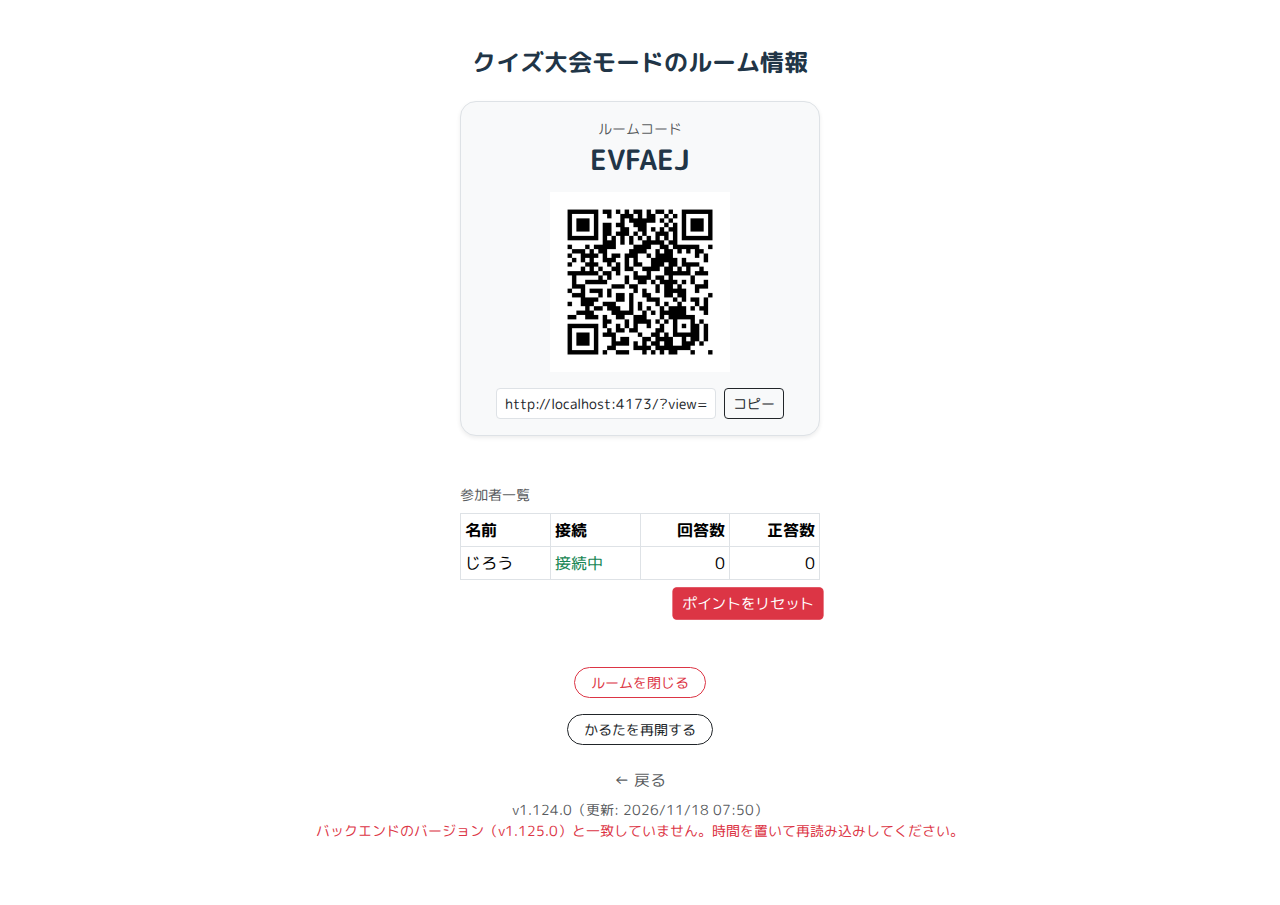 クイズ大会モードのルーム情報
ルームコード
EVFAEJ
http://localhost:4173/?view=
コピー
参加者一覧
名前 接続 回答数 正答数
じろう 接続中 0 0
ポイントをリセット
ルームを閉じる
かるたを再開する
← 戻る
v1.124.0（更新: 2026/11/18 07:50）
バックエンドのバージョン（v1.125.0）と一致していません。時間を置いて再読み込みしてください。